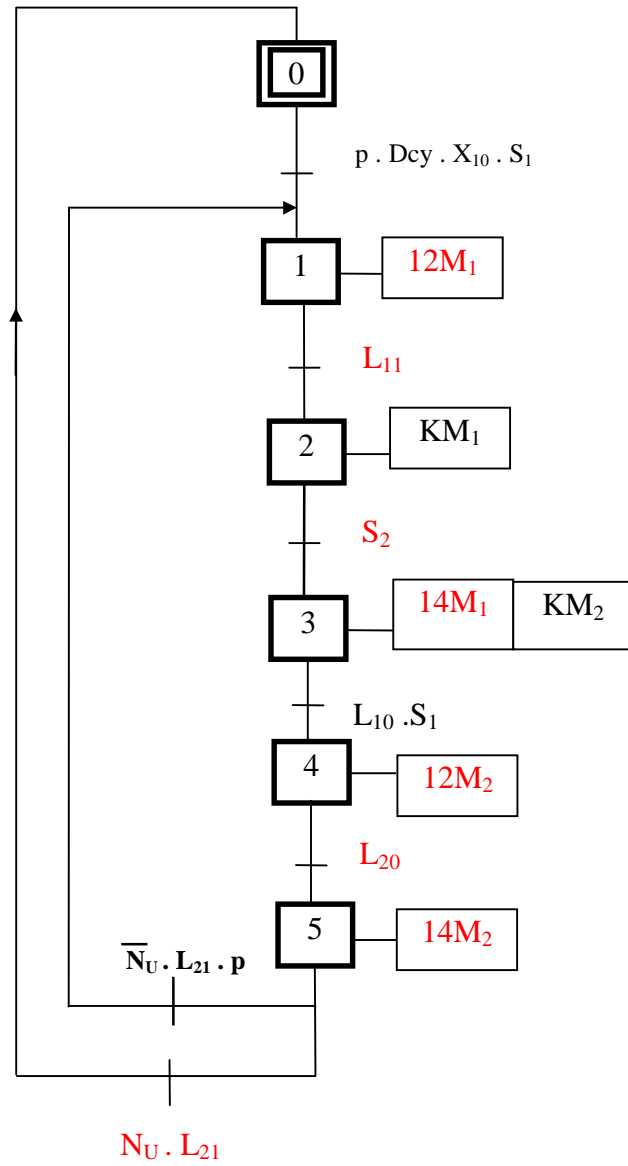 0
p . Dcy . X₁₀ . S₁
1 12M₁
L₁₁
2 KM₁
S₂
3 14M₁ KM₂
L₁₀ .S₁
4 12M₂
L₂₀
5 14M₂
N̅ᵤ . L₂₁ . p
Nᵤ . L₂₁